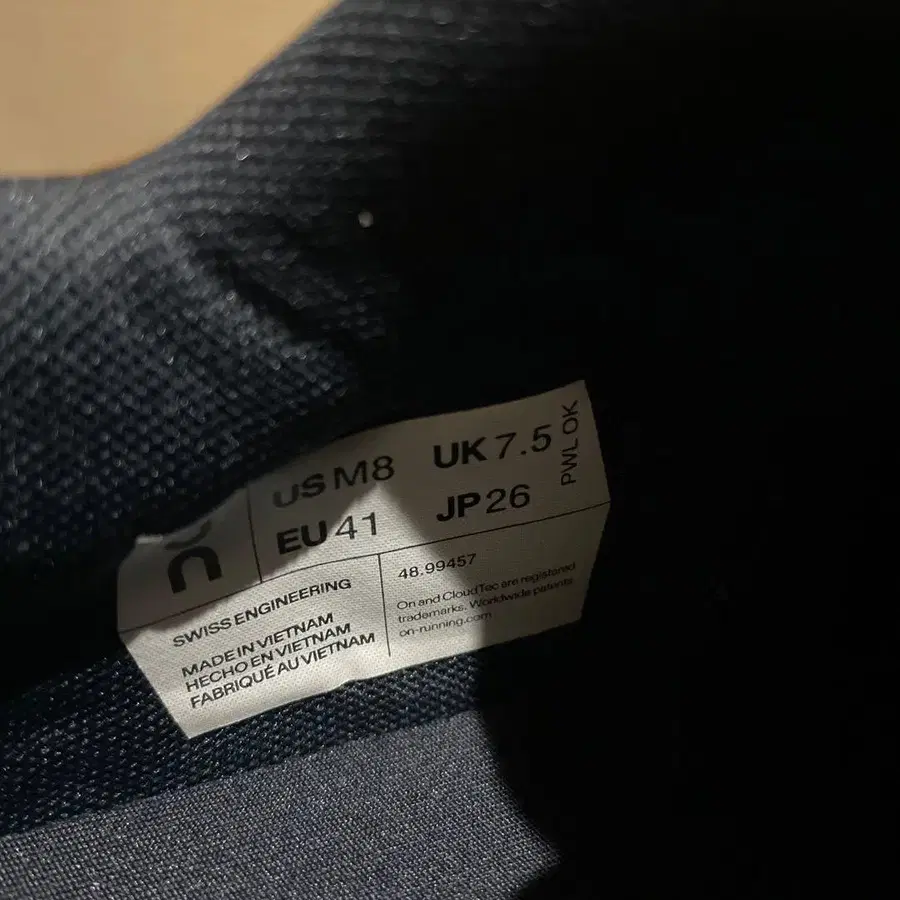 US M8 UK 7.5
EU 41 JP 26
PWL OK
SWISS ENGINEERING
MADE IN VIETNAM
HECHO EN VIETNAM
FABRIQUÉ AU VIETNAM
48.99457
On and CloudTec are registered
trademarks. Worldwide patents
on-running.com